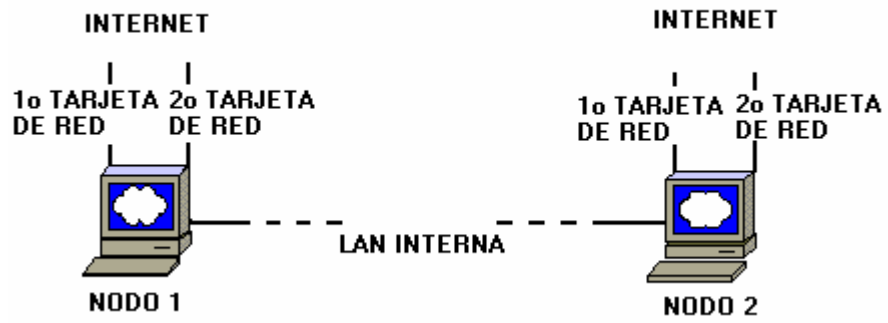 INTERNET
INTERNET
1o TARJETA
DE RED
2o TARJETA
DE RED
1o TARJETA
DE RED
2o TARJETA
DE RED
LAN INTERNA
NODO 1
NODO 2